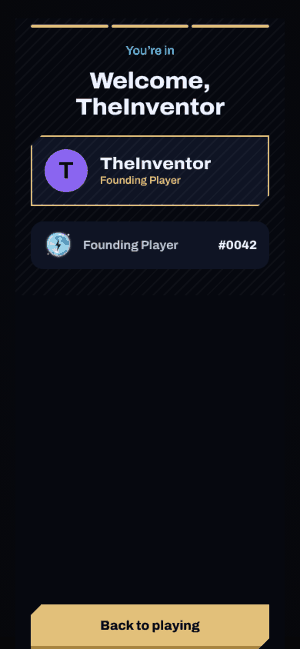 You're in
Welcome,
TheInventor
T
TheInventor
Founding Player
Founding Player
#0042
Back to playing